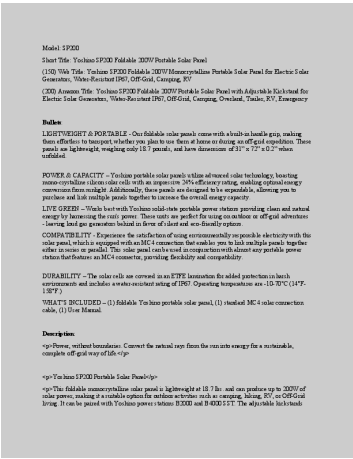 Model: SP200
Short Title: Yoshino SP200 Foldable 200W Portable Solar Panel
(150) Web Title: Yoshino SP200 Foldable 200W Monocrystalline Portable Solar Panel for Electric Solar
Generators, Water-Resistant IP67, Off-Grid, Camping, RV
(200) Amazon Title: Yoshino SP200 Foldable 200W Portable Solar Panel with Adjustable Kickstand for
Electric Solar Generators, Water-Resistant IP67, Off-Grid, Camping, Overland, Trailer, RV, Emergency
Bullets
LIGHTWEIGHT & PORTABLE - Our foldable solar panels come with a built-in handle grip, making
them effortless to transport, whether you plan to use them at home or during an off-grid expedition. These
panels are lightweight, weighing only 18.7 pounds, and have dimensions of 31" x 72" x 0.2" when
unfolded.
POWER & CAPACITY – Yoshino portable solar panels utilize advanced solar technology, boasting
mono-crystalline silicon solar cells with an impressive 24% efficiency rating, enabling optimal energy
conversion from sunlight. Additionally, these panels are designed to be expandable, allowing you to
purchase and link multiple panels together to increase the overall energy capacity.
LIVE GREEN – Works best with Yoshino solid-state portable power stations providing clean and natural
energy by harnessing the sun's power. These units are perfect for using on outdoor or off-grid adventures
- leaving loud gas generators behind in favor of silent and eco-friendly options.
COMPATIBILITY - Experience the satisfaction of using environmentally responsible electricity with this
solar panel, which is equipped with an MC4 connection that enables you to link multiple panels together
either in series or parallel. This solar panel can be used in conjunction with almost any portable power
station that features an MC4 connector, providing flexibility and compatibility.
DURABILITY – The solar cells are covered in an ETFE lamination for added protection in harsh
environments and includes a water-resistant rating of IP67. Operating temperatures are -10-70°C (14°F-
158°F)
WHAT'S INCLUDED – (1) foldable Yoshino portable solar panel, (1) standard MC4 solar connection
cable, (1) User Manual
Description
<p>Power, without boundaries. Convert the natural rays from the sun into energy for a sustainable,
complete off-grid way of life.</p>
<p>Yoshino SP200 Portable Solar Panel</p>
<p>This foldable monocrystalline solar panel is lightweight at 18.7 lbs. and can produce up to 200W of
solar power, making it a suitable option for outdoor activities such as camping, hiking, RV, or Off-Grid
living. It can be paired with Yoshino power stations B2000 and B4000 SST. The adjustable kickstands